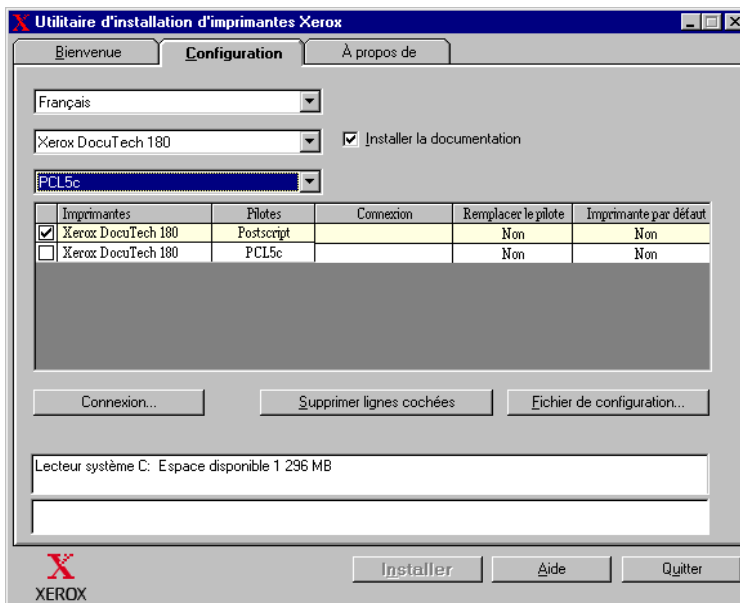 Utilitaire d'installation d'imprimantes Xerox
Bienvenue Configuration À propos de
Français
Xerox DocuTech 180 Installer la documentation
PCL5c
Imprimantes Pilotes Connexion Remplacer le pilote Imprimante par défaut
Xerox DocuTech 180 Postscript Non Non
Xerox DocuTech 180 PCL5c Non Non
Connexion... Supprimer lignes cochées Fichier de configuration...
Lecteur système C: Espace disponible 1 296 MB
X
XEROX
Installer Aide Quitter